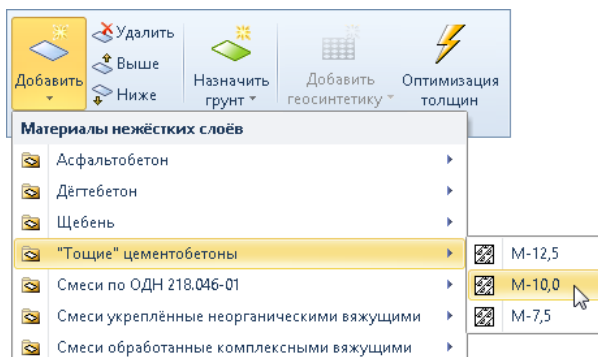 Удалить
Выше
Ниже
Добавить
Назначить
грунт
Добавить
геосинтетику
Оптимизация
толщин
Материалы нежёстких слоёв
Асфальтобетон
Дёгтебетон
Щебень
"Тощие" цементобетоны
Смеси по ОДН 218.046-01
Смеси укреплённые неорганическими вяжущими
Смеси обработанные комплексными вяжущими
М-12,5
М-10,0
М-7,5